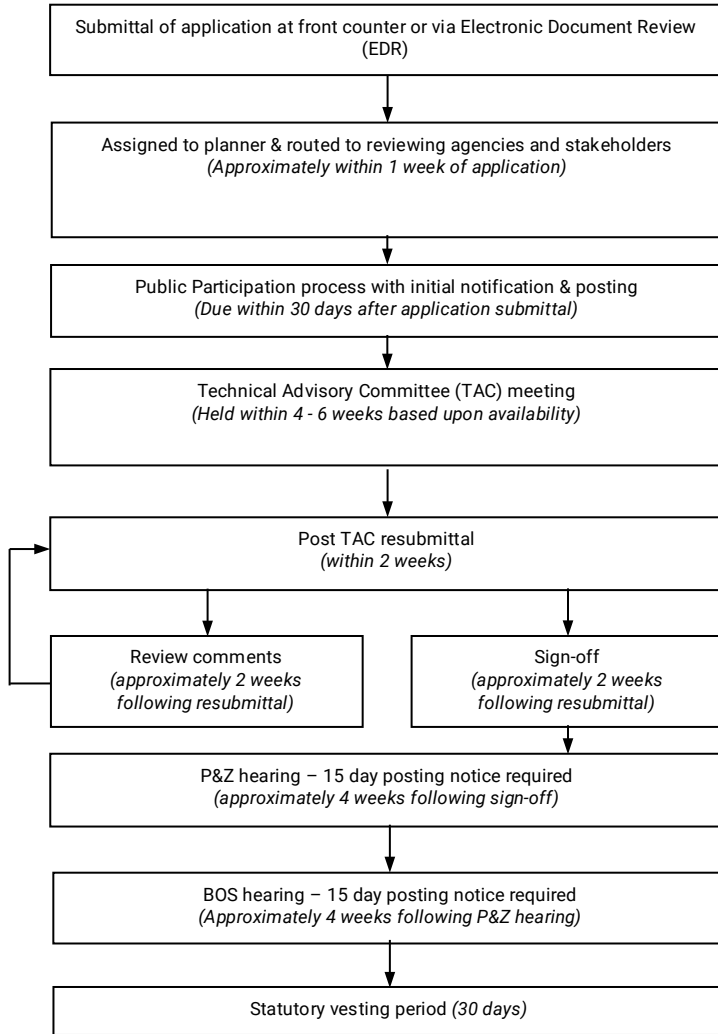 Submittal of application at front counter or via Electronic Document Review
(EDR)
Assigned to planner & routed to reviewing agencies and stakeholders
(Approximately within 1 week of application)
Public Participation process with initial notification & posting
(Due within 30 days after application submittal)
Technical Advisory Committee (TAC) meeting
(Held within 4 - 6 weeks based upon availability)
Post TAC resubmittal
(within 2 weeks)
Review comments
(approximately 2 weeks
following resubmittal)
Sign-off
(approximately 2 weeks
following resubmittal)
P&Z hearing – 15 day posting notice required
(approximately 4 weeks following sign-off)
BOS hearing – 15 day posting notice required
(Approximately 4 weeks following P&Z hearing)
Statutory vesting period (30 days)